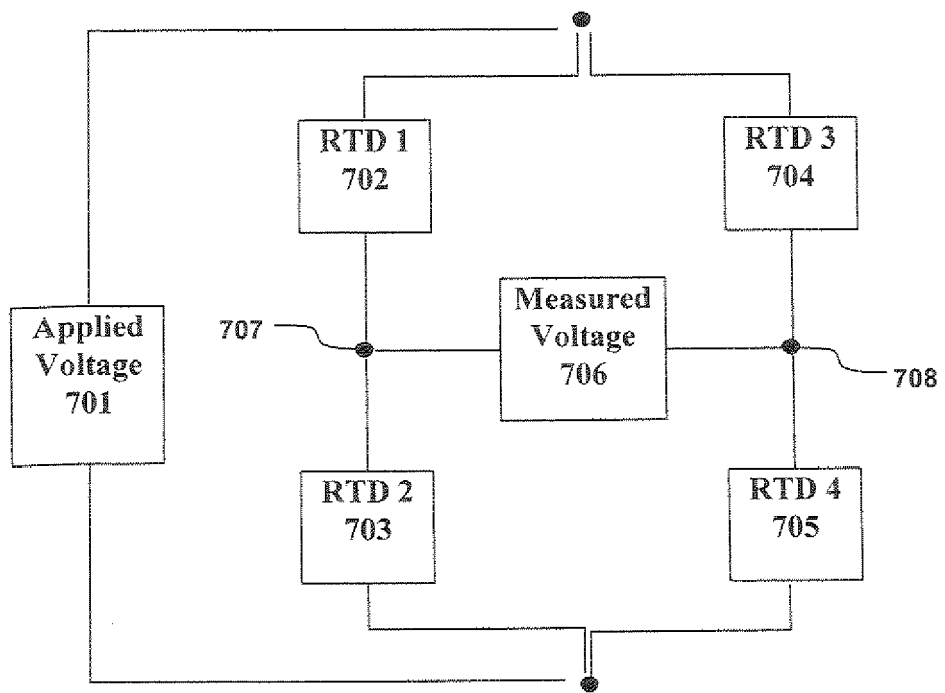 RTD 1
702
RTD 3
704
Applied
Voltage
701
707
Measured
Voltage
706
708
RTD 2
703
RTD 4
705